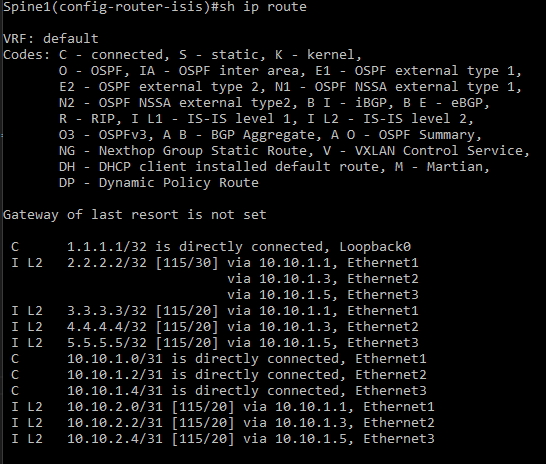 Spine1(config-router-isis)#sh ip route
VRF: default
Codes: C - connected, S - static, K - kernel,
O - OSPF, IA - OSPF inter area, E1 - OSPF external type 1,
E2 - OSPF external type 2, N1 - OSPF NSSA external type 1,
N2 - OSPF NSSA external type2, B I - iBGP, B E - eBGP,
R - RIP, I L1 - IS-IS level 1, I L2 - IS-IS level 2,
O3 - OSPFv3, A B - BGP Aggregate, A O - OSPF Summary,
NG - Nexthop Group Static Route, V - VXLAN Control Service,
DH - DHCP client installed default route, M - Martian,
DP - Dynamic Policy Route
Gateway of last resort is not set
C 1.1.1.1/32 is directly connected, Loopback0
I L2 2.2.2.2/32 [115/30] via 10.10.1.1, Ethernet1
via 10.10.1.3, Ethernet2
via 10.10.1.5, Ethernet3
I L2 3.3.3.3/32 [115/20] via 10.10.1.1, Ethernet1
I L2 4.4.4.4/32 [115/20] via 10.10.1.3, Ethernet2
I L2 5.5.5.5/32 [115/20] via 10.10.1.5, Ethernet3
C 10.10.1.0/31 is directly connected, Ethernet1
C 10.10.1.2/31 is directly connected, Ethernet2
C 10.10.1.4/31 is directly connected, Ethernet3
I L2 10.10.2.0/31 [115/20] via 10.10.1.1, Ethernet1
I L2 10.10.2.2/31 [115/20] via 10.10.1.3, Ethernet2
I L2 10.10.2.4/31 [115/20] via 10.10.1.5, Ethernet3